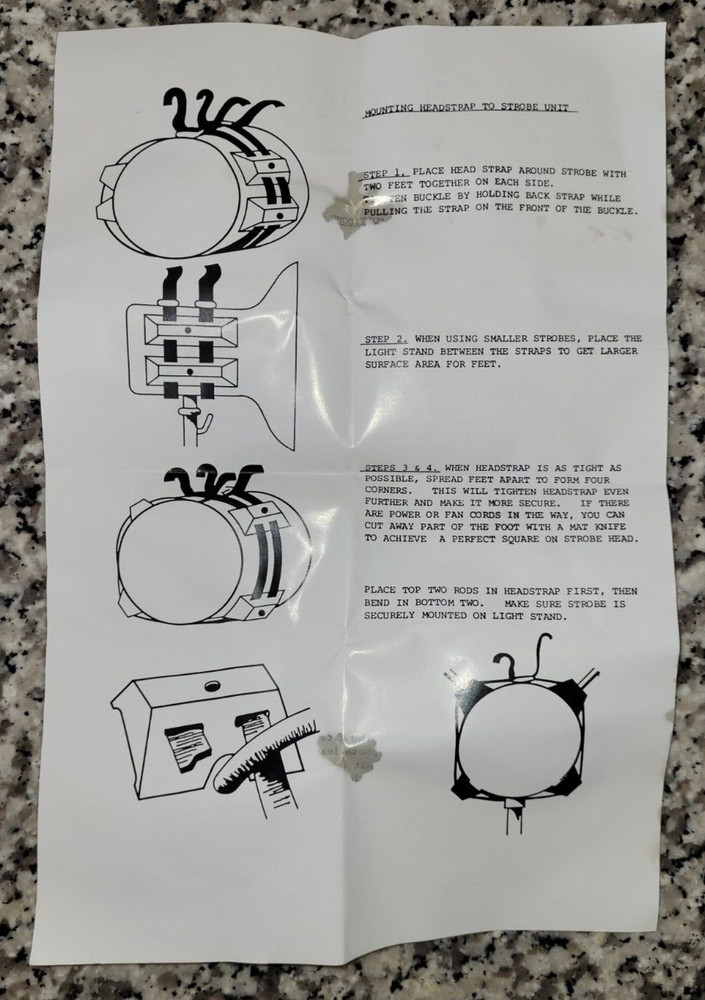 MOUNTING HEADSTRAP TO STROBE UNIT
STEP 1. PLACE HEAD STRAP AROUND STROBE WITH
TWO FEET TOGETHER ON EACH SIDE.
BUCKLE BY HOLDING BACK STRAP WHILE
PULLING THE STRAP ON THE FRONT OF THE BUCKLE.
STEP 2. WHEN USING SMALLER STROBES, PLACE THE
LIGHT STAND BETWEEN THE STRAPS TO GET LARGER
SURFACE AREA FOR FEET.
STEPS 3 & 4. WHEN HEADSTRAP IS AS TIGHT AS
POSSIBLE, SPREAD FEET APART TO FORM FOUR
CORNERS. THIS WILL TIGHTEN HEADSTRAP EVEN
FURTHER AND MAKE IT MORE SECURE. IF THERE
ARE POWER OR FAN CORDS IN THE WAY, YOU CAN
CUT AWAY PART OF THE FOOT WITH A MAT KNIFE
TO ACHIEVE A PERFECT SQUARE ON STROBE HEAD.
PLACE TOP TWO RODS IN HEADSTRAP FIRST, THEN
BEND IN BOTTOM TWO. MAKE SURE STROBE IS
SECURELY MOUNTED ON LIGHT STAND.